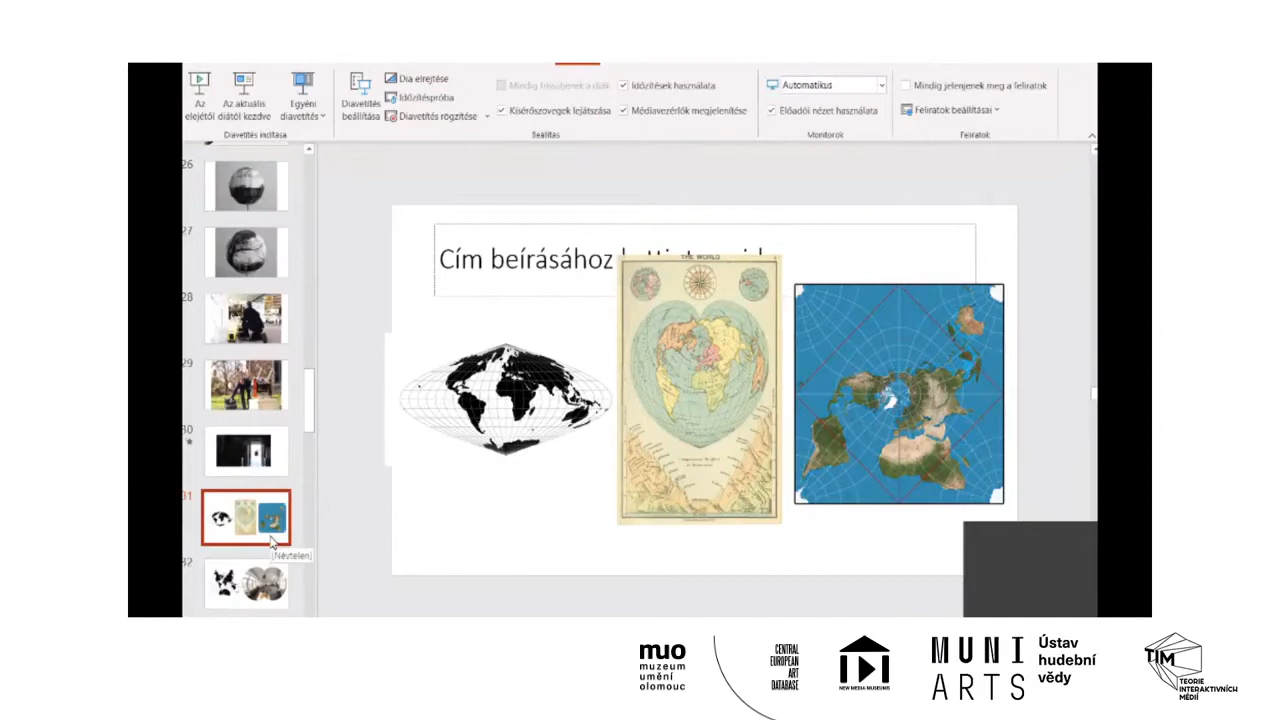 Az elejétől
Az aktuális diától kezdve
Egyéni diavetítés
Diavetítés indítása
Diavetítés beállítása
Dia elrejtése
Időzítéspróba
Diavetítés rögzítése
Mindig frissüljenek a diák
Kísérőszövegek lejátszása
Időzítések használata
Médiavezérlők megjelenítése
Beállítás
Automatikus
Előadói nézet használata
Monitorok
Mindig jelenjenek meg a feliratok
Feliratok beállításai
Feliratok
26
27
28
29
30
31
32
[Névtelen]
Cím beírásához
THE WORLD
muo
muzeum
umění
olomouc
CENTRAL
EUROPEAN
ART
DATABASE
NEW MEDIA MUSEUMS
MUNI
ARTS
Ústav
hudební
vědy
TIM
TEORIE
INTERAKTIVNÍCH
MÉDIÍ